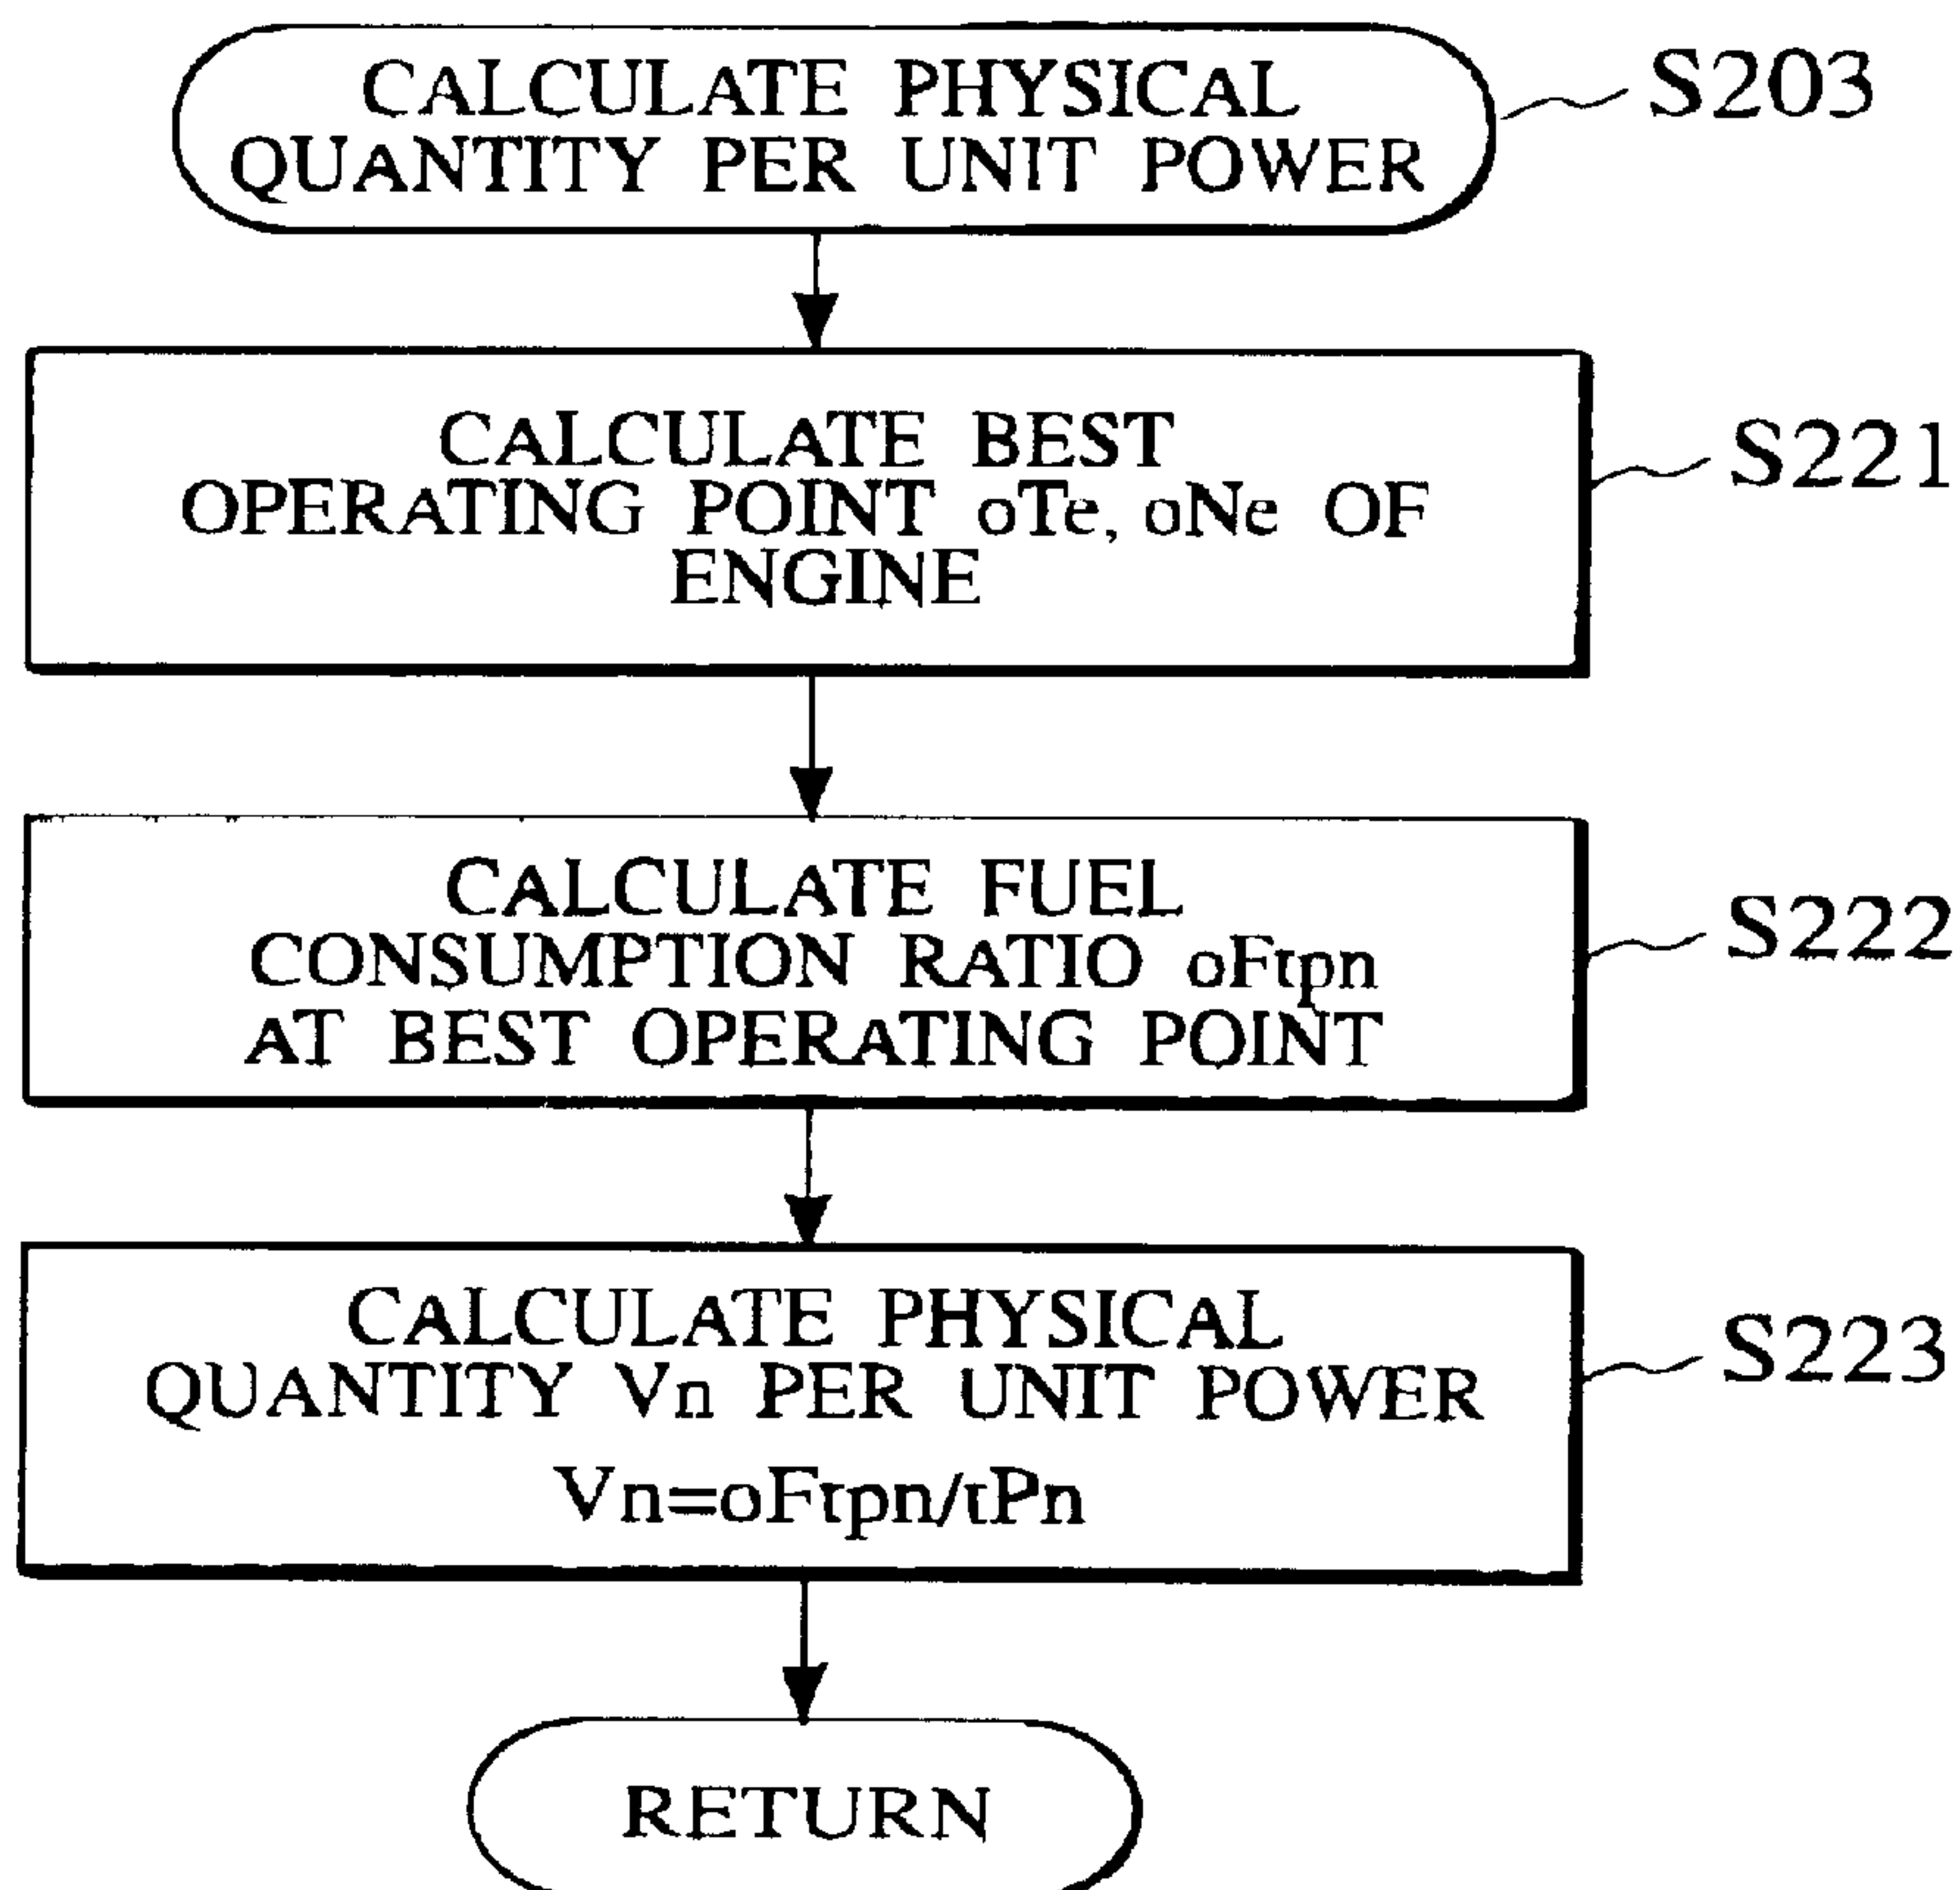 CALCULATE PHYSICAL
QUANTITY PER UNIT POWER
S203
CALCULATE BEST
OPERATING POINT oTe, oNe OF
ENGINE
S221
CALCULATE FUEL
CONSUMPTION RATIO oFtpn
AT BEST OPERATING POINT
S222
CALCULATE PHYSICAL
QUANTITY Vn PER UNIT POWER
Vn=oFtpn/tPn
S223
RETURN